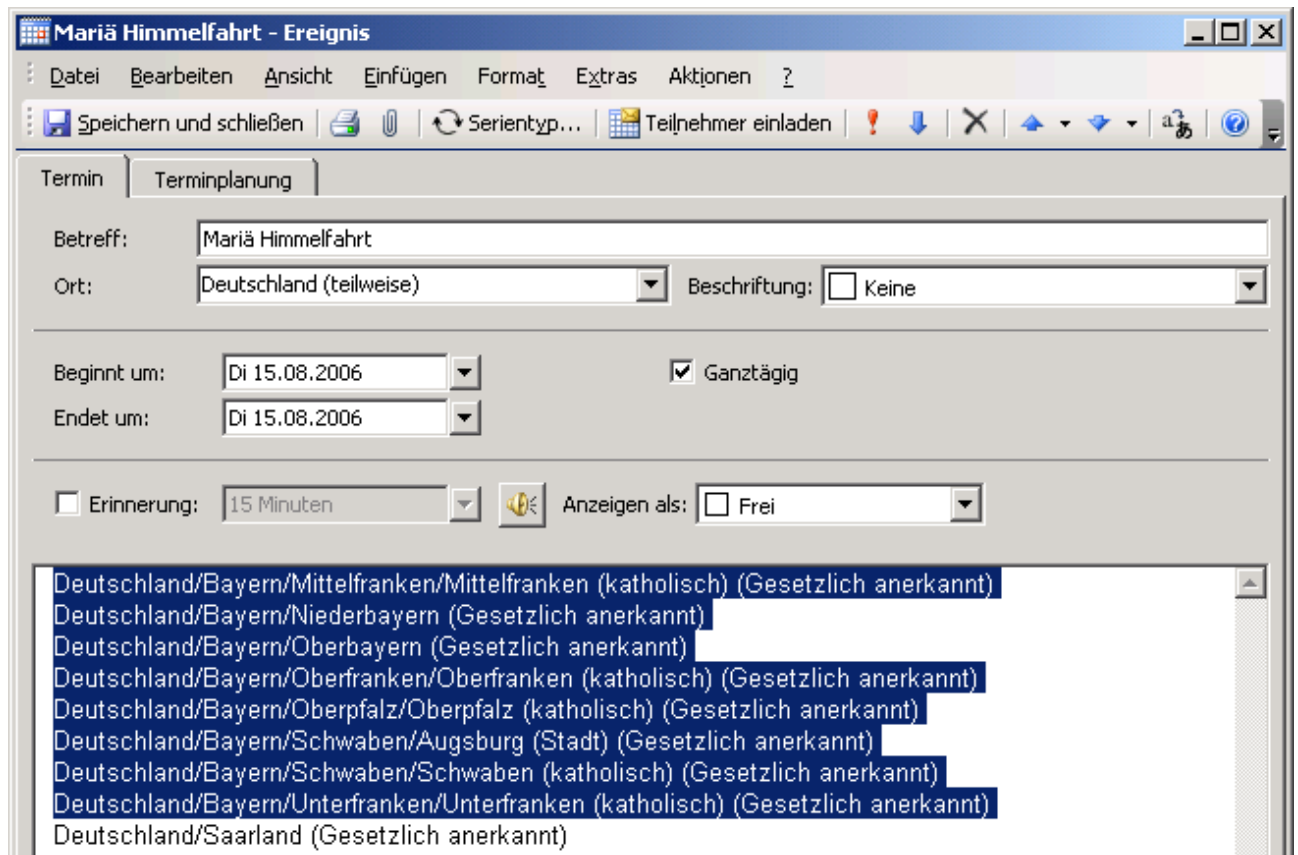 Mariä Himmelfahrt - Ereignis
Datei Bearbeiten Ansicht Einfügen Format Extras Aktionen ?
Speichern und schließen Serientyp... Teilnehmer einladen
Termin Terminplanung
Betreff: Mariä Himmelfahrt
Ort: Deutschland (teilweise) Beschriftung: Keine
Beginnt um: Di 15.08.2006 Ganztägig
Endet um: Di 15.08.2006
Erinnerung: 15 Minuten Anzeigen als: Frei
Deutschland/Bayern/Mittelfranken/Mittelfranken (katholisch) (Gesetzlich anerkannt)
Deutschland/Bayern/Niederbayern (Gesetzlich anerkannt)
Deutschland/Bayern/Oberbayern (Gesetzlich anerkannt)
Deutschland/Bayern/Oberfranken/Oberfranken (katholisch) (Gesetzlich anerkannt)
Deutschland/Bayern/Oberpfalz/Oberpfalz (katholisch) (Gesetzlich anerkannt)
Deutschland/Bayern/Schwaben/Augsburg (Stadt) (Gesetzlich anerkannt)
Deutschland/Bayern/Schwaben/Schwaben (katholisch) (Gesetzlich anerkannt)
Deutschland/Bayern/Unterfranken/Unterfranken (katholisch) (Gesetzlich anerkannt)
Deutschland/Saarland (Gesetzlich anerkannt)